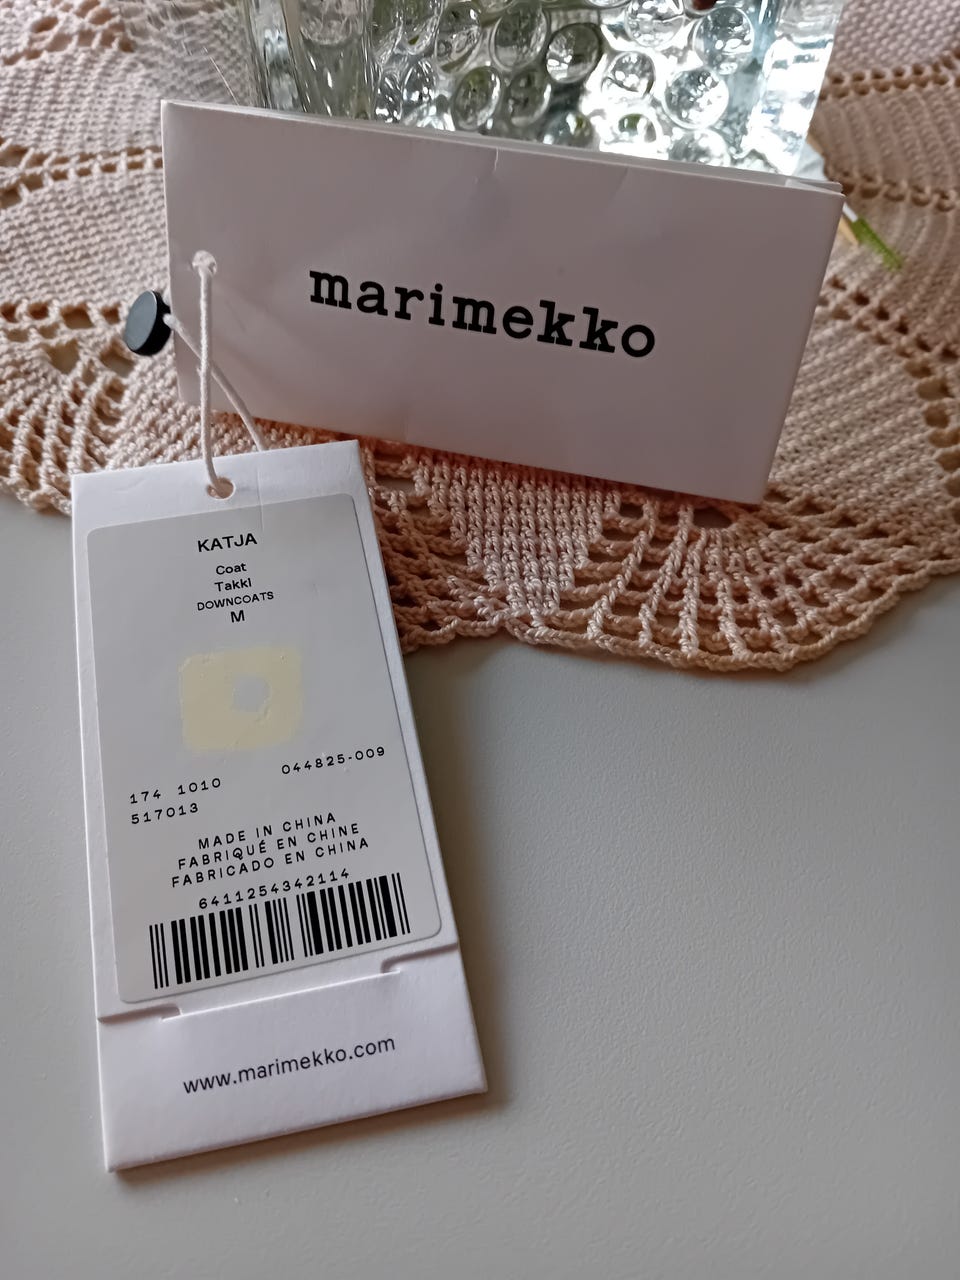 marimekko
KATJA
Coat
Takki
DOWNCOATS
M
044825-009
174 1010
517013
MADE IN CHINA
FABRIQUÉ EN CHINE
FABRICADO EN CHINA
6411254342114
www.marimekko.com